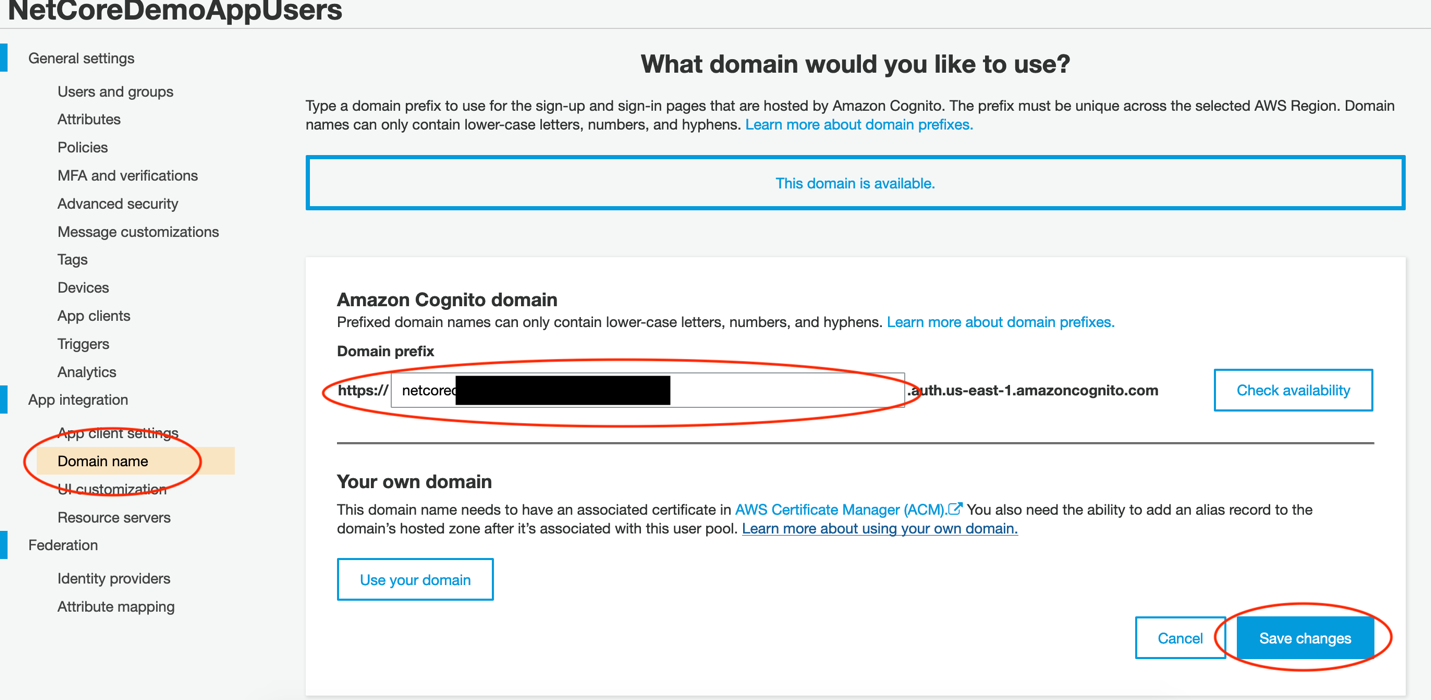 NetCoreDemoAppUsers
General settings
Users and groups
Attributes
Policies
MFA and verifications
Advanced security
Message customizations
Tags
Devices
App clients
Triggers
Analytics
App integration
App client settings
Domain name
UI customization
Resource servers
Federation
Identity providers
Attribute mapping
What domain would you like to use?
Type a domain prefix to use for the sign-up and sign-in pages that are hosted by Amazon Cognito. The prefix must be unique across the selected AWS Region. Domain
names can only contain lower-case letters, numbers, and hyphens. Learn more about domain prefixes.
This domain is available.
Amazon Cognito domain
Prefixed domain names can only contain lower-case letters, numbers, and hyphens. Learn more about domain prefixes.
Domain prefix
https:// netcored .auth.us-east-1.amazoncognito.com Check availability
Your own domain
This domain name needs to have an associated certificate in AWS Certificate Manager (ACM). You also need the ability to add an alias record to the
domain’s hosted zone after it’s associated with this user pool. Learn more about using your own domain.
Use your domain
Cancel Save changes